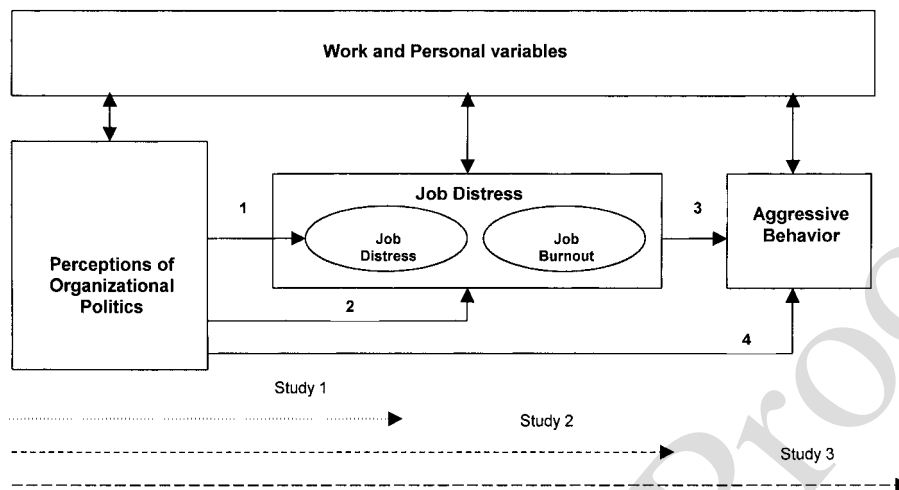 Work and Personal variables
Job Distress
1
3
Job
Distress
Job
Burnout
Aggressive
Behavior
Perceptions of
Organizational
Politics
2
4
Study 1
Study 2
Study 3